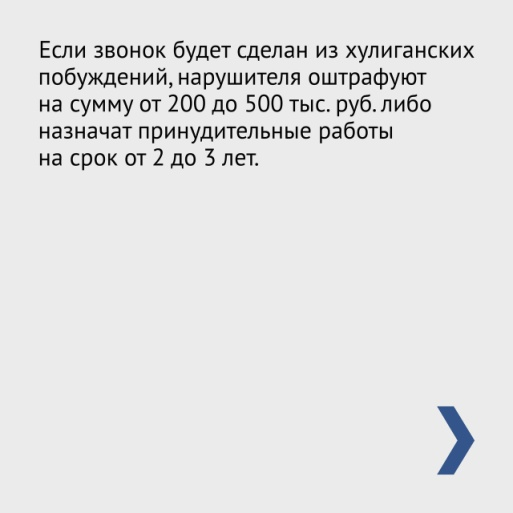 Если звонок будет сделан из хулиганских
побуждений, нарушителя оштрафуют
на сумму от 200 до 500 тыс. руб. либо
назначат принудительные работы
на срок от 2 до 3 лет.